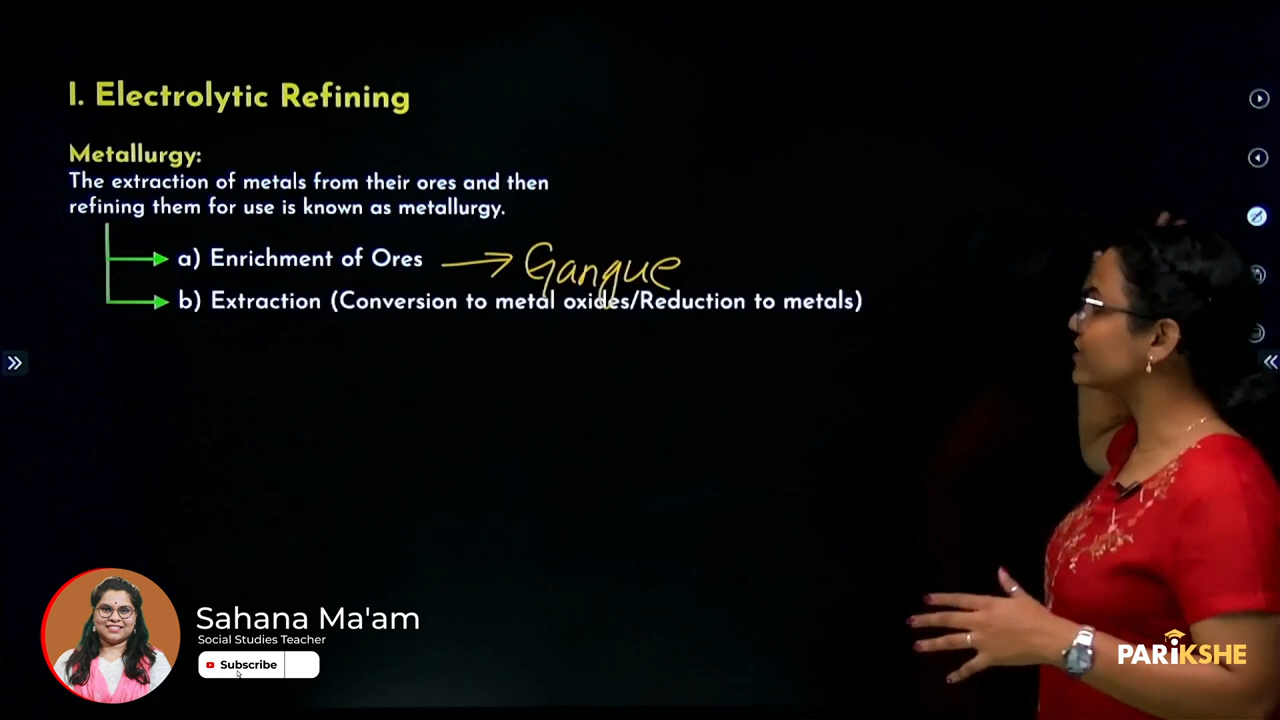 I. Electrolytic Refining
Metallurgy:
The extraction of metals from their ores and then
refining them for use is known as metallurgy.
a) Enrichment of Ores → Gangue
b) Extraction (Conversion to metal oxides/Reduction to metals)
Sahana Ma'am
Social Studies Teacher
Subscribe
PARiKSHE